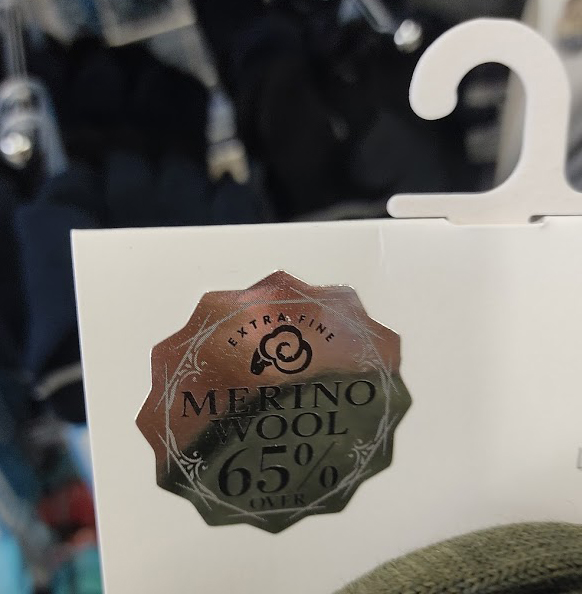 EXTRA FINE
MERINO
WOOL
65%
OVER